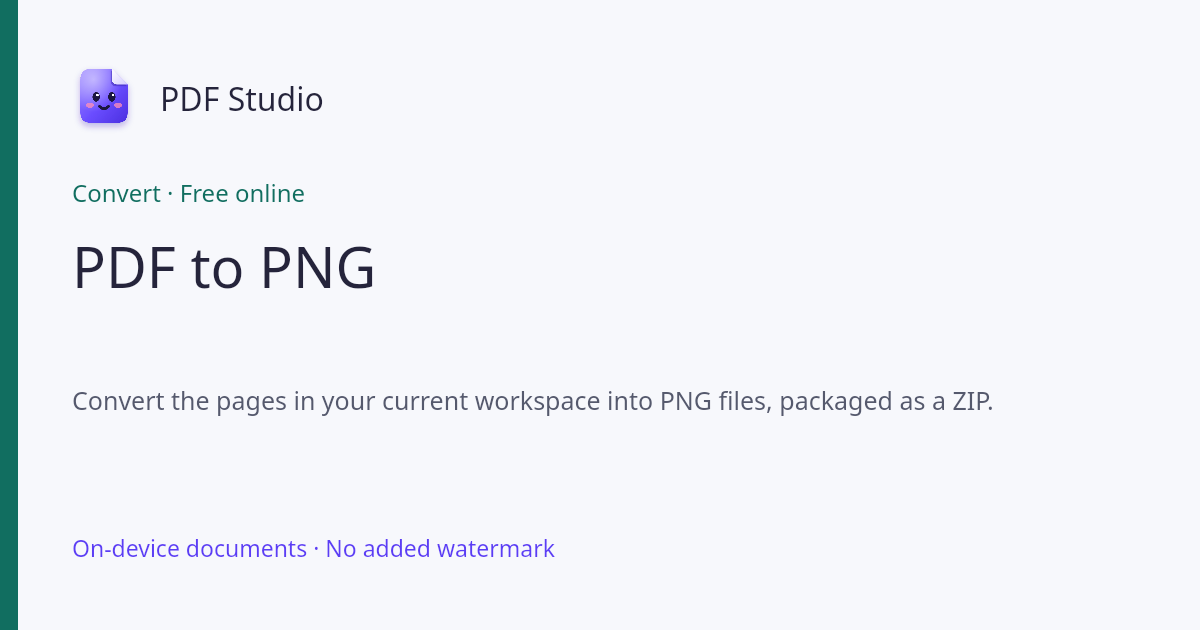 PDF Studio
Convert · Free online
PDF to PNG
Convert the pages in your current workspace into PNG files, packaged as a ZIP.
On-device documents · No added watermark